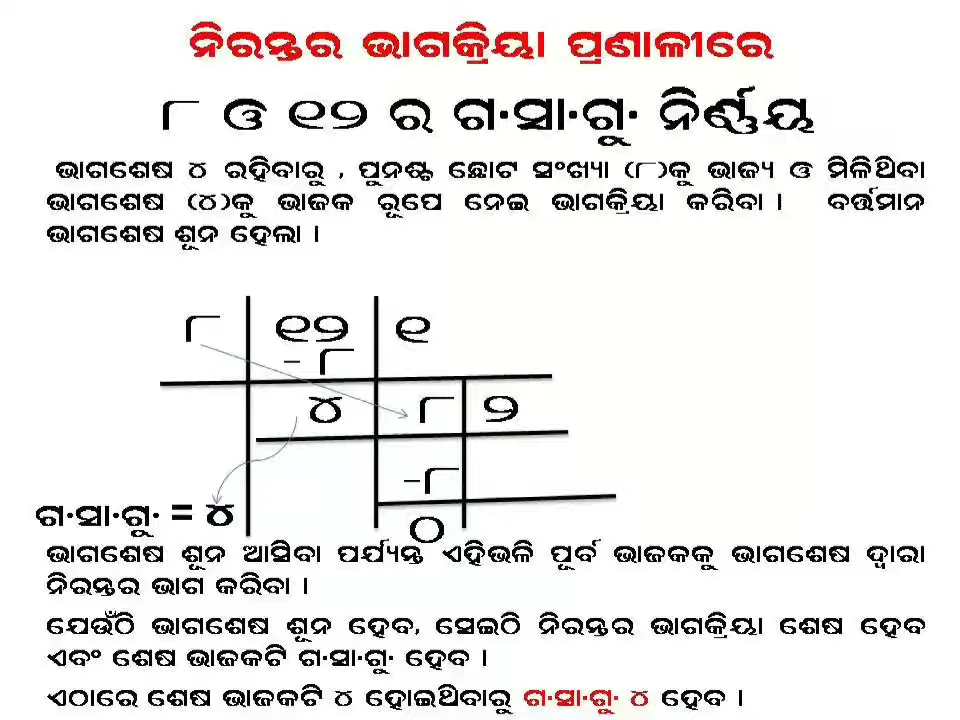 ନିରନ୍ତର ଭାଗକ୍ରିୟା ପ୍ରଣାଳୀରେ
୮ ଓ ୧୨ ର ଗ.ସା.ଗୁ. ନିର୍ଣ୍ଣୟ
ଭାଗଶେଷ ୪ ରହିବାରୁ , ପୁନଶ୍ଚ ଛୋଟ ସଂଖ୍ୟା (୮)କୁ ଭାଜ୍ୟ ଓ ମିଳିଥିବା
ଭାଗଶେଷ (୪)କୁ ଭାଜକ ରୂପେ ନେଇ ଭାଗକ୍ରିୟା କରିବା । ବର୍ତ୍ତମାନ
ଭାଗଶେଷ ଶୂନ ହେଲା ।
୮ ୧୨ ୧
- ୮
୪ ୮ ୨
-୮
୦
ଗ.ସା.ଗୁ. = ୪
ଭାଗଶେଷ ଶୂନ ଆସିବା ପର୍ଯ୍ୟନ୍ତ ଏହିଭଳି ପୂର୍ବ ଭାଜକକୁ ଭାଗଶେଷ ଦ୍ୱାରା
ନିରନ୍ତର ଭାଗ କରିବା ।
ଯେଉଁଠି ଭାଗଶେଷ ଶୂନ ହେବ, ସେଇଠି ନିରନ୍ତର ଭାଗକ୍ରିୟା ଶେଷ ହେବ
ଏବଂ ଶେଷ ଭାଜକଟି ଗ.ସା.ଗୁ. ହେବ ।
ଏଠାରେ ଶେଷ ଭାଜକଟି ୪ ହୋଇଥିବାରୁ ଗ.ସା.ଗୁ. ୪ ହେବ ।